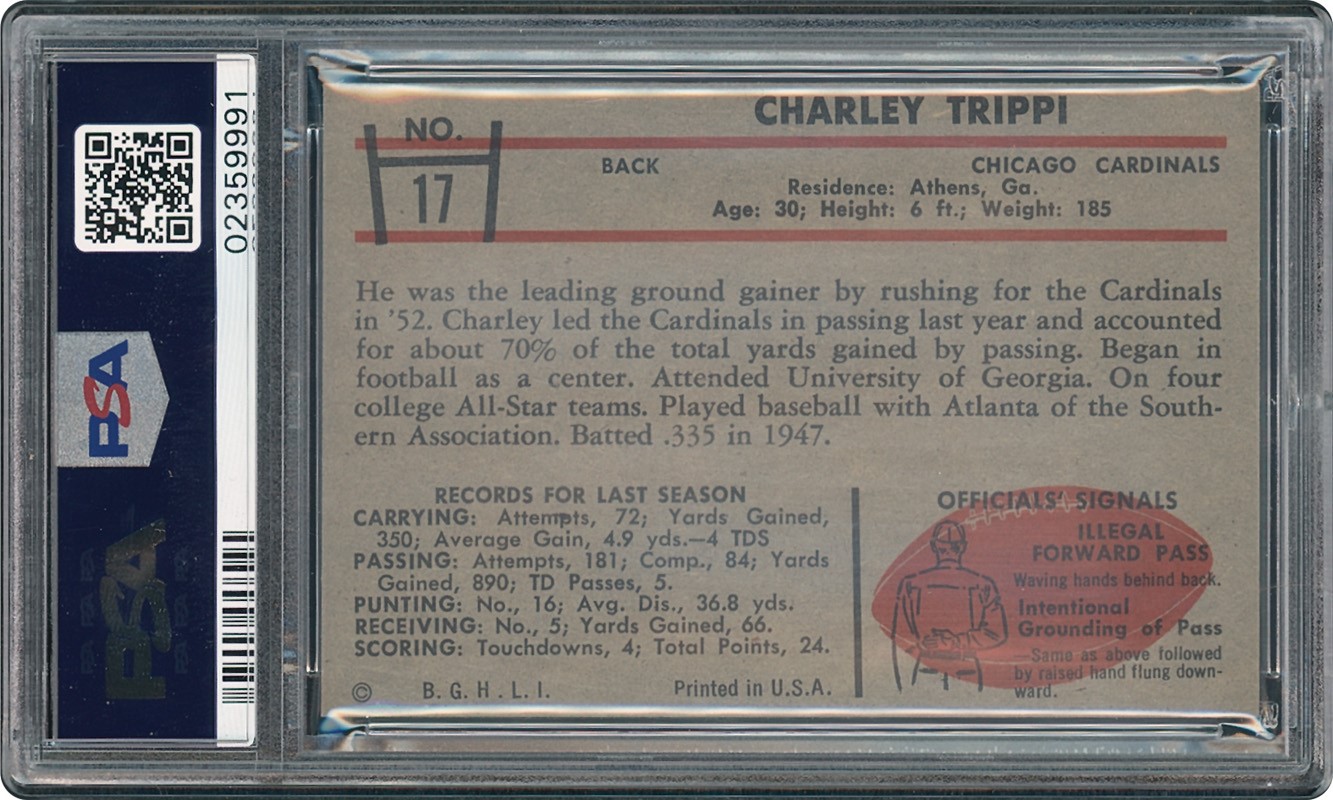 PSA
02359991
PSA
CHARLEY TRIPPI
NO.
17
BACK
CHICAGO CARDINALS
Residence: Athens, Ga.
Age: 30; Height: 6 ft.; Weight: 185
He was the leading ground gainer by rushing for the Cardinals
in '52. Charley led the Cardinals in passing last year and accounted
for about 70% of the total yards gained by passing. Began in
football as a center. Attended University of Georgia. On four
college All-Star teams. Played baseball with Atlanta of the South-
ern Association. Batted .335 in 1947.
RECORDS FOR LAST SEASON
CARRYING: Attempts, 72; Yards Gained,
350; Average Gain, 4.9 yds.—4 TDS
PASSING: Attempts, 181; Comp., 84; Yards
Gained, 890; TD Passes, 5.
PUNTING: No., 16; Avg. Dis., 36.8 yds.
RECEIVING: No., 5; Yards Gained, 66.
SCORING: Touchdowns, 4; Total Points, 24.
© B. G. H. L. I.
Printed in U.S.A.
OFFICIALS' SIGNALS
ILLEGAL
FORWARD PASS
Waving hands behind back.
Intentional
Grounding of Pass
—Same as above followed
by raised hand flung down-
ward.